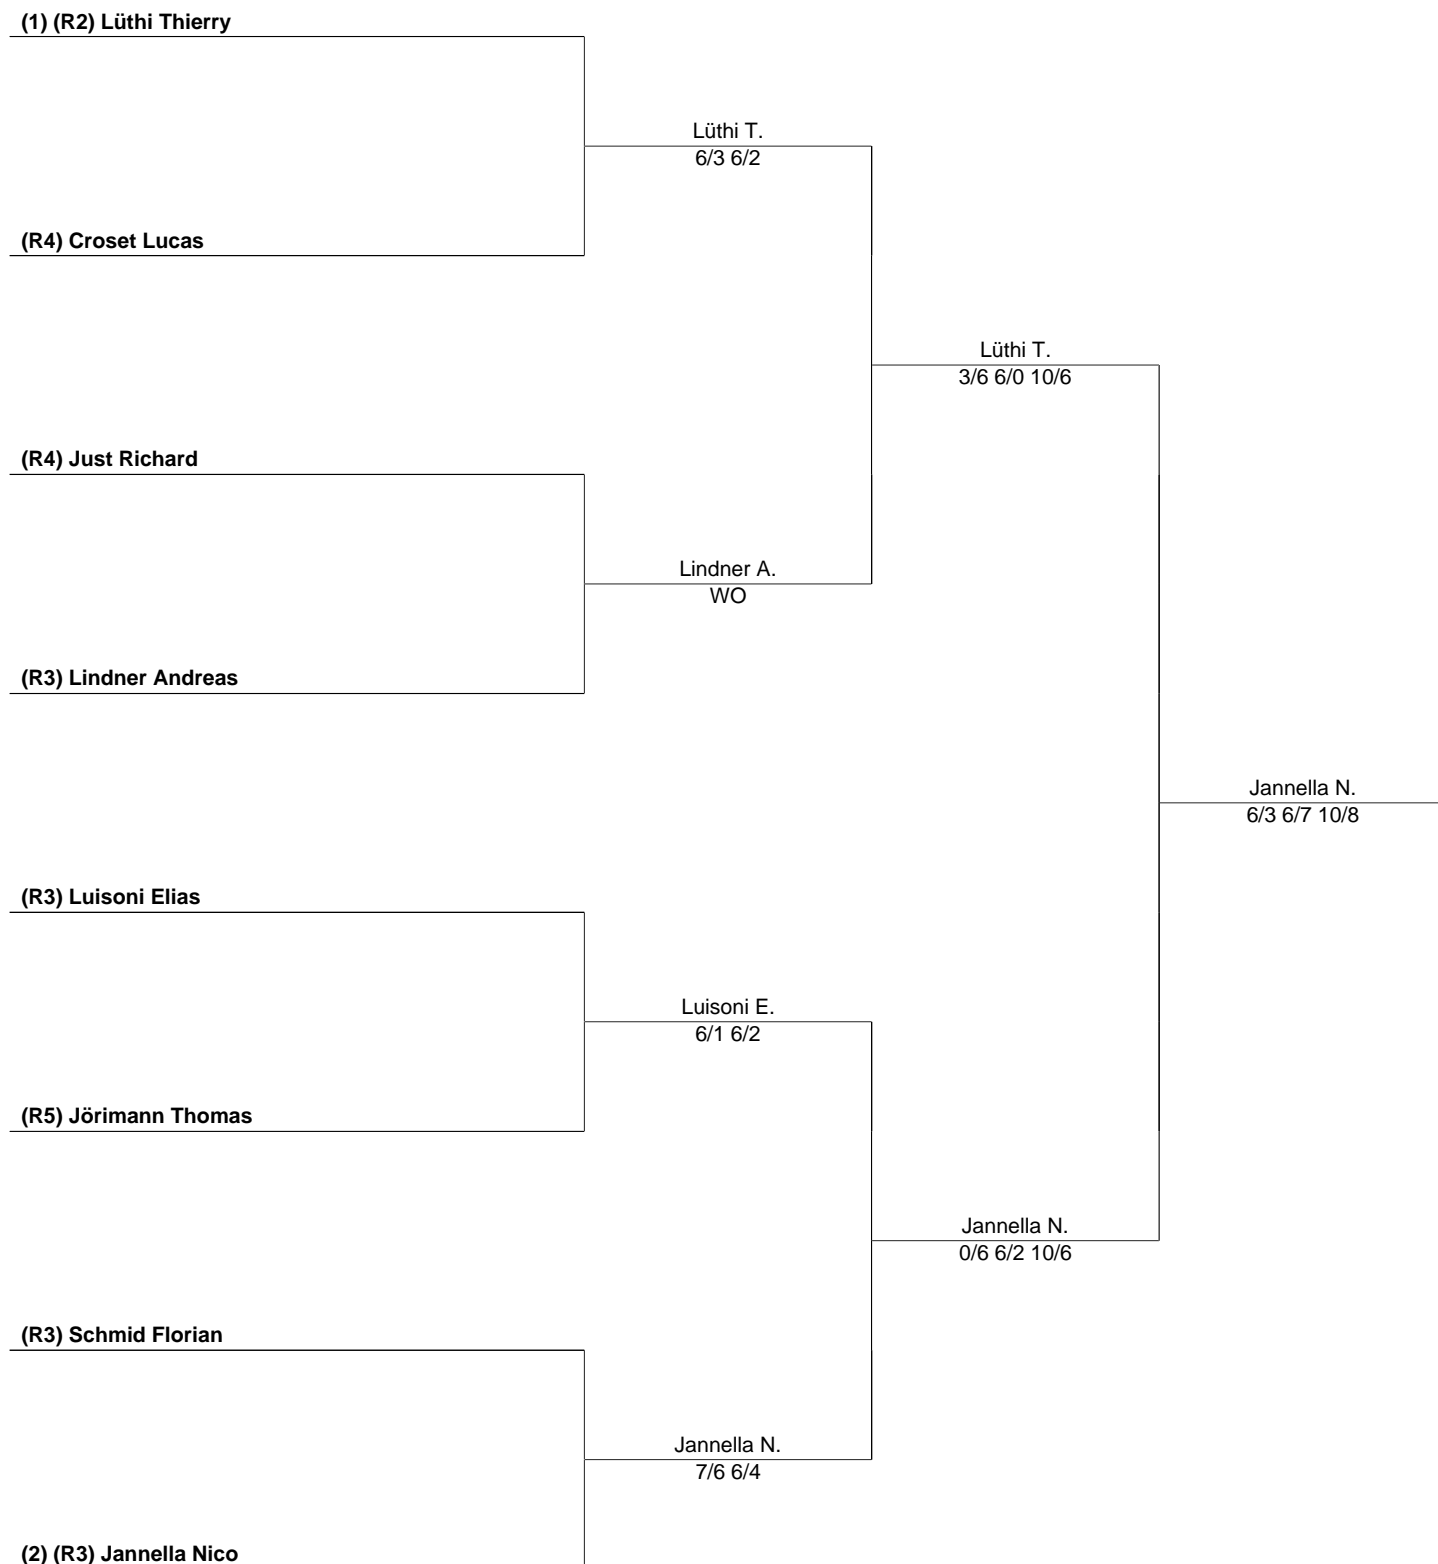 (1) (R2) Lüthi Thierry
Lüthi T.
6/3 6/2
(R4) Croset Lucas
Lüthi T.
3/6 6/0 10/6
(R4) Just Richard
Lindner A.
WO
(R3) Lindner Andreas
Jannella N.
6/3 6/7 10/8
(R3) Luisoni Elias
Luisoni E.
6/1 6/2
(R5) Jörimann Thomas
Jannella N.
0/6 6/2 10/6
(R3) Schmid Florian
Jannella N.
7/6 6/4
(2) (R3) Jannella Nico